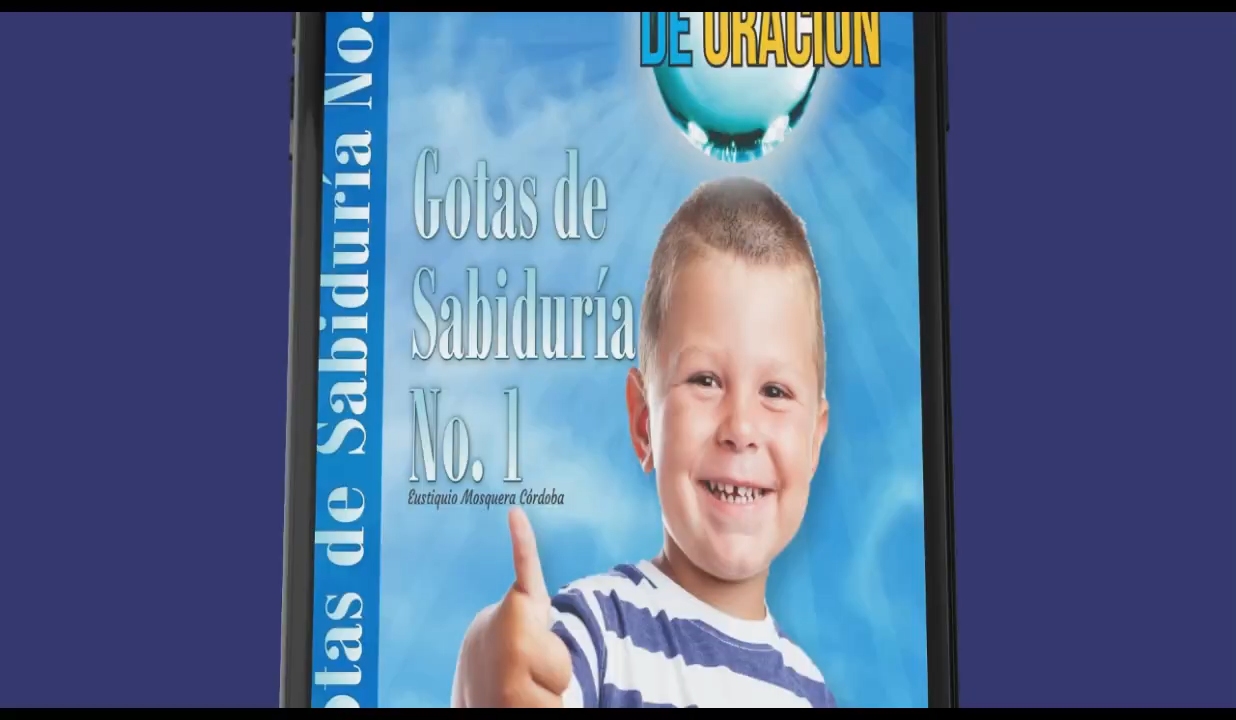 DE ORACIÓN
Gotas de
Sabiduría
No. 1
Eustiquio Mosquera Córdoba
otas de Sabiduría No.